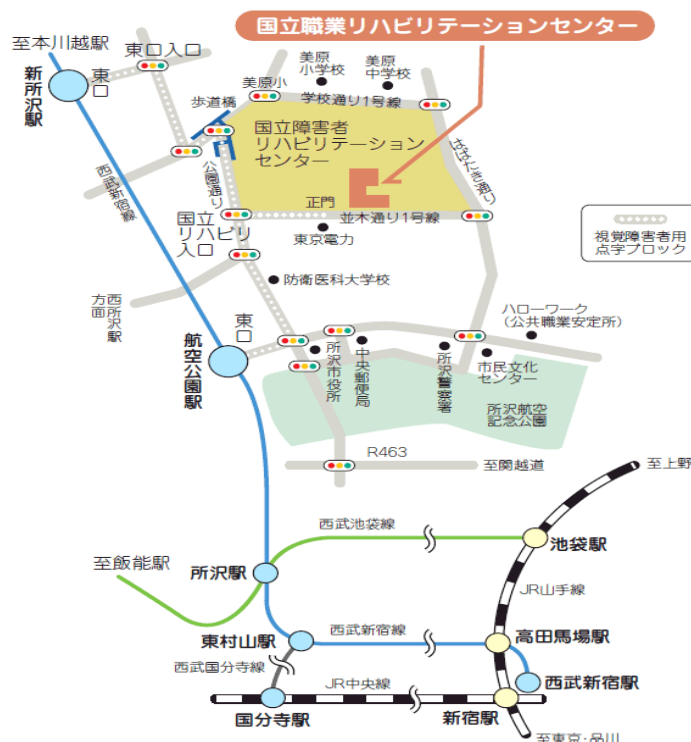 国立職業リハビリテーションセンター
至本川越駅
東口入口
新所沢駅
東口
美原小
美原
小学校
美原
中学校
学校通り1号線
歩道橋
国立障害者
リハビリテーション
センター
はばたき通り
西武新宿線
公園通り
正門
並木通り1号線
国立
リハビリ
入口
東京電力
視覚障害者用
点字ブロック
防衛医科大学校
西所沢駅
方面
ハローワーク
(公共職業安定所)
東口
航空公園駅
所沢市役所
中央郵便局
所沢警察署
市民文化
センター
所沢航空
記念公園
R463
至関越道
至上野
西武池袋線
池袋駅
至飯能駅
所沢駅
JR山手線
東村山駅
西武新宿線
高田馬場駅
西武国分寺線
西武新宿駅
JR中央線
国分寺駅
新宿駅
至東京・品川